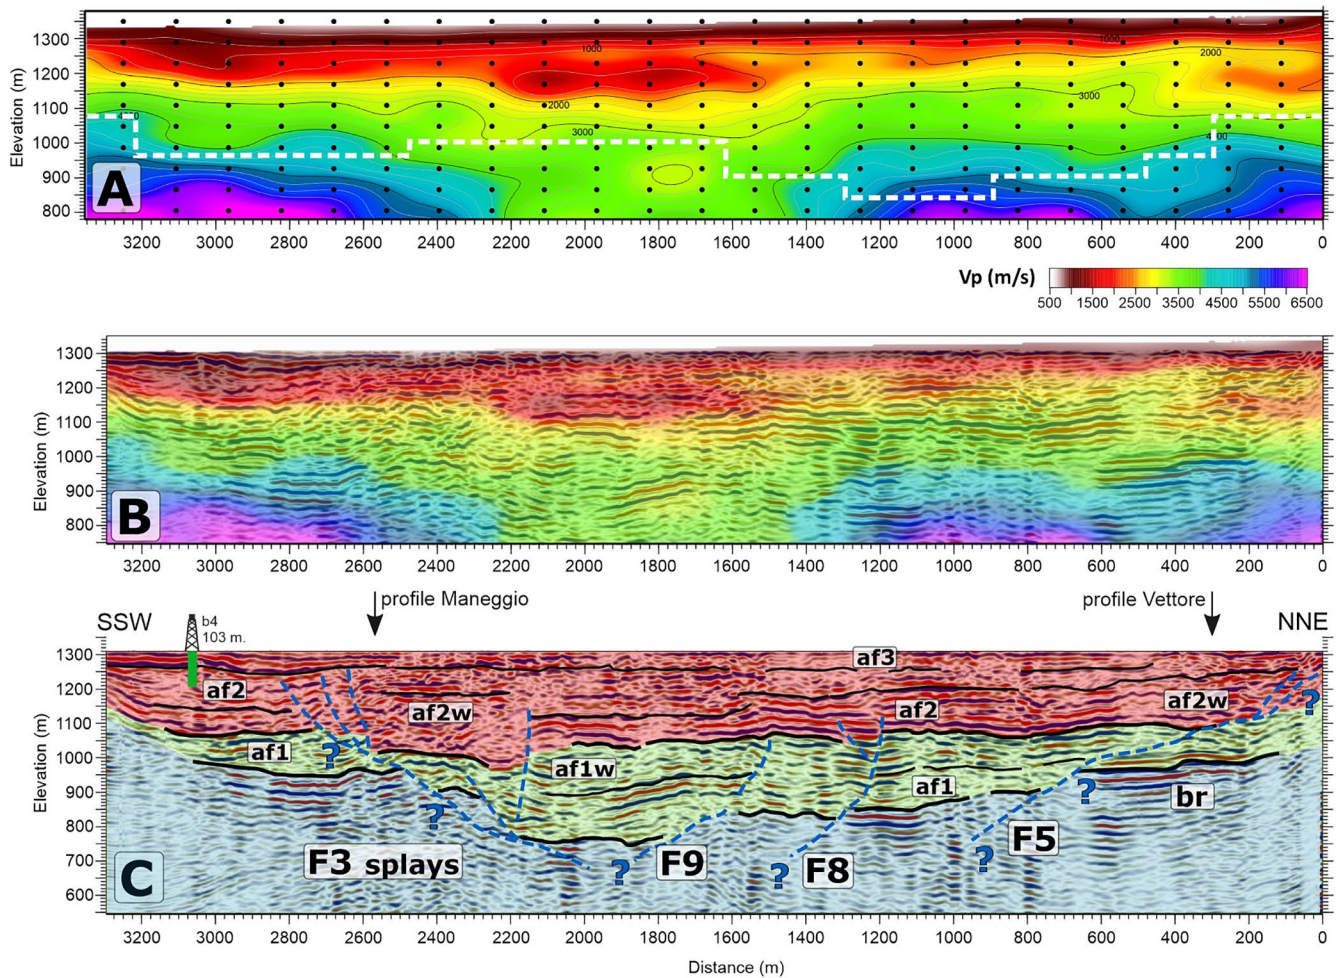 1300
1200
1100
1000
900
800
Elevation (m)
A
1000
2000
3000
1000
2000
3000
3200 3000 2800 2600 2400 2200 2000 1800 1600 1400 1200 1000 800 600 400 200 0
Vp (m/s)
500 1500 2500 3500 4500 5500 6500
1300
1200
1100
1000
900
800
Elevation (m)
B
3200 3000 2800 2600 2400 2200 2000 1800 1600 1400 1200 1000 800 600 400 200 0
profile Maneggio
profile Vettore
SSW
b4
103 m.
NNE
1300
1200
1100
1000
900
800
700
600
Elevation (m)
af3
af2
af2w
af2w
af2
af1
?
af1w
af1
?
?
br
?
F3 splays
?
F9
?
F8
?
F5
C
3200 3000 2800 2600 2400 2200 2000 1800 1600 1400 1200 1000 800 600 400 200 0
Distance (m)